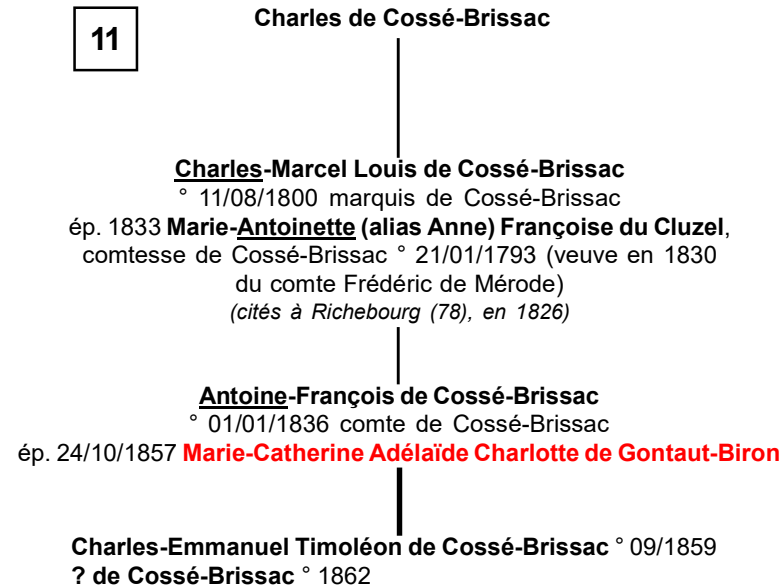 11
Charles de Cossé-Brissac
Charles-Marcel Louis de Cossé-Brissac
° 11/08/1800 marquis de Cossé-Brissac
ép. 1833 Marie-Antoinette (alias Anne) Françoise du Cluzel,
comtesse de Cossé-Brissac ° 21/01/1793 (veuve en 1830
du comte Frédéric de Mérode)
(cités à Richebourg (78), en 1826)
Antoine-François de Cossé-Brissac
° 01/01/1836 comte de Cossé-Brissac
ép. 24/10/1857 Marie-Catherine Adélaïde Charlotte de Gontaut-Biron
Charles-Emmanuel Timoléon de Cossé-Brissac ° 09/1859
? de Cossé-Brissac ° 1862